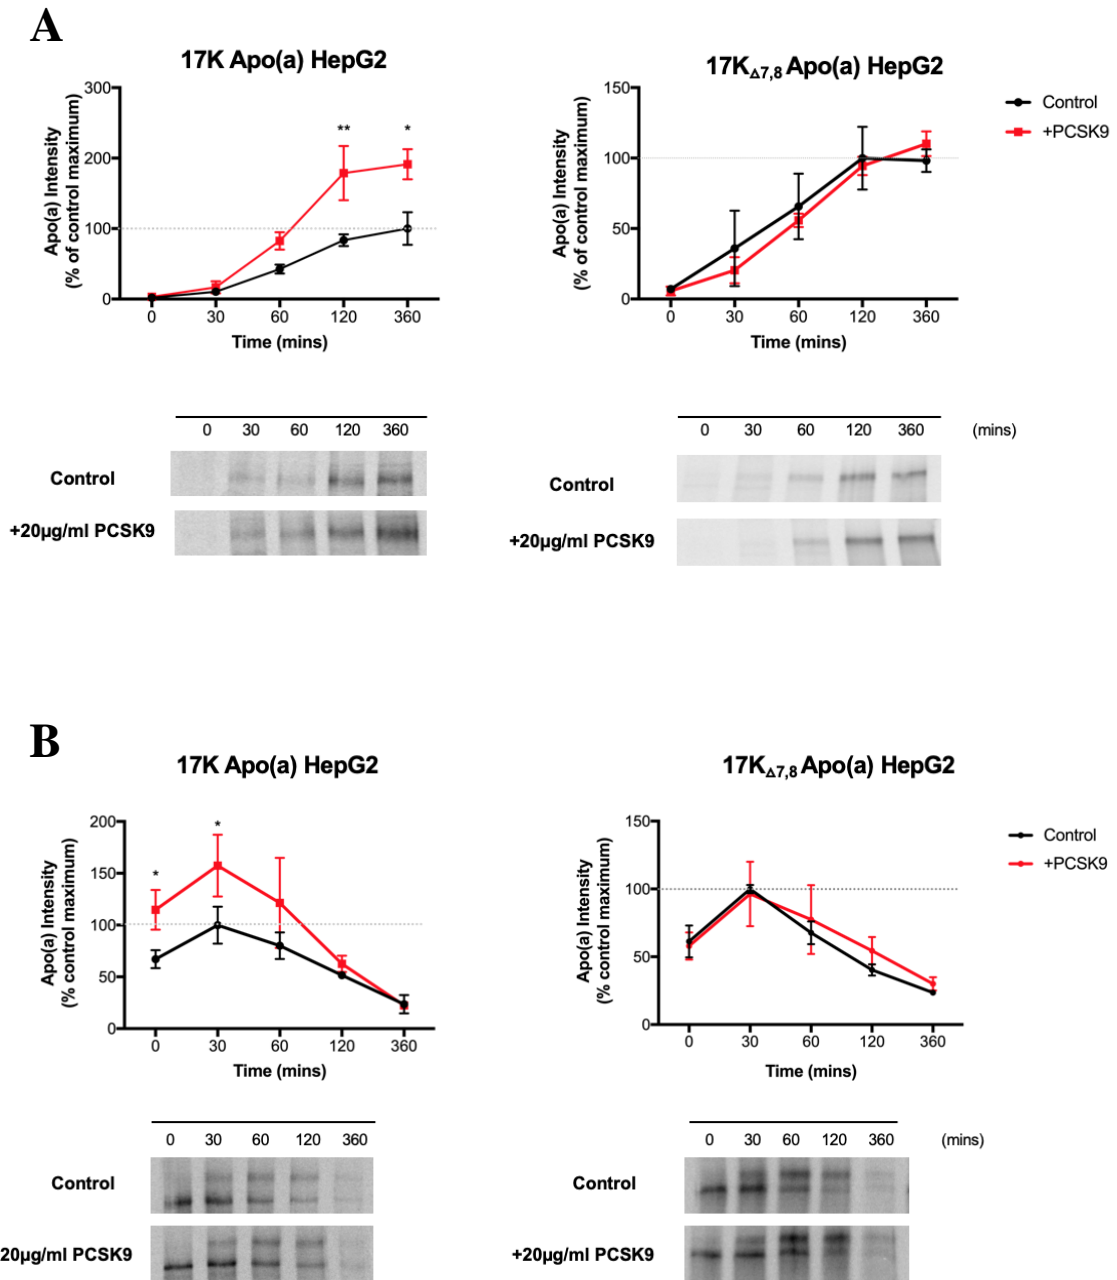 A
17K Apo(a) HepG2
300
200
100
0
Apo(a) Intensity
(% of control maximum)
**
*
0 30 60 120 360
Time (mins)
17KΔ7,8 Apo(a) HepG2
150
100
50
0
Apo(a) Intensity
(% of control maximum)
0 30 60 120 360
Time (mins)
Control
+PCSK9
0 30 60 120 360
Control
+20μg/ml PCSK9
0 30 60 120 360 (mins)
Control
+20μg/ml PCSK9
B
17K Apo(a) HepG2
200
150
100
50
0
Apo(a) Intensity
(% control maximum)
*
*
0 30 60 120 360
Time (mins)
17KΔ7,8 Apo(a) HepG2
150
100
50
0
Apo(a) Intensity
(% control maximum)
0 30 60 120 360
Time (mins)
Control
+PCSK9
0 30 60 120 360
Control
20μg/ml PCSK9
0 30 60 120 360 (mins)
Control
+20μg/ml PCSK9